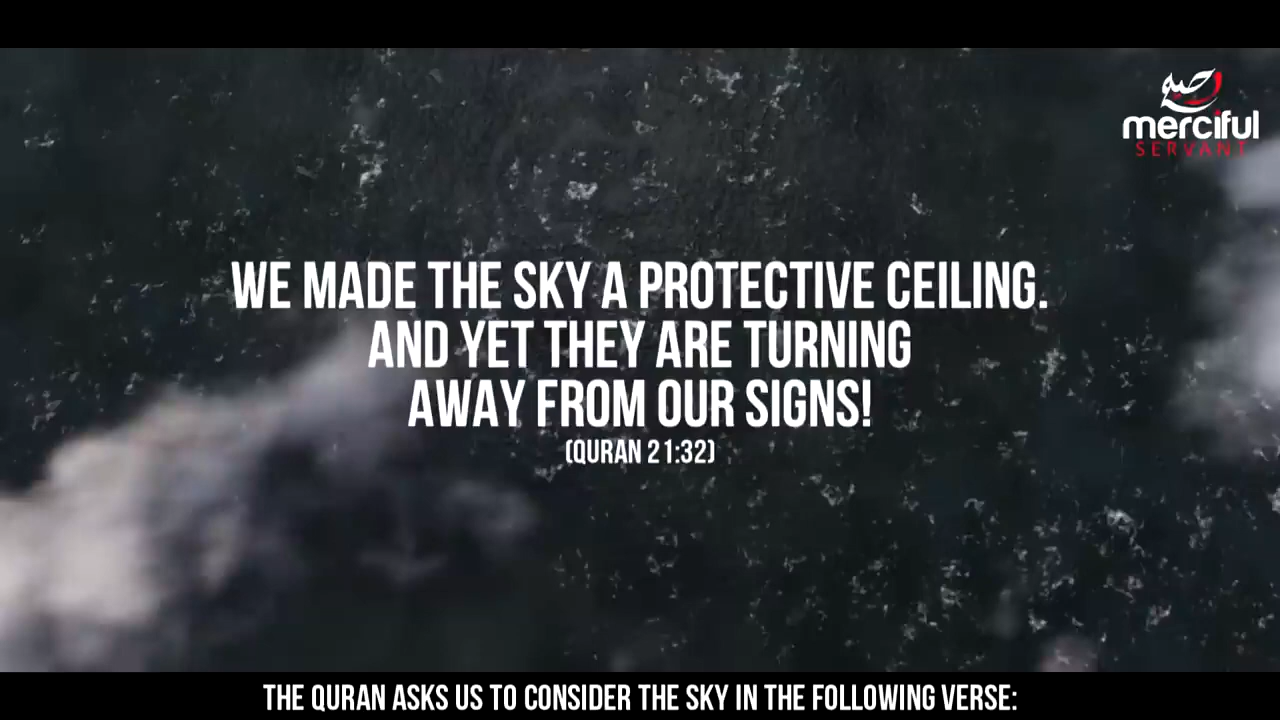 merciful
SERVANT
WE MADE THE SKY A PROTECTIVE CEILING.
AND YET THEY ARE TURNING
AWAY FROM OUR SIGNS!
(QURAN 21:32)
THE QURAN ASKS US TO CONSIDER THE SKY IN THE FOLLOWING VERSE: